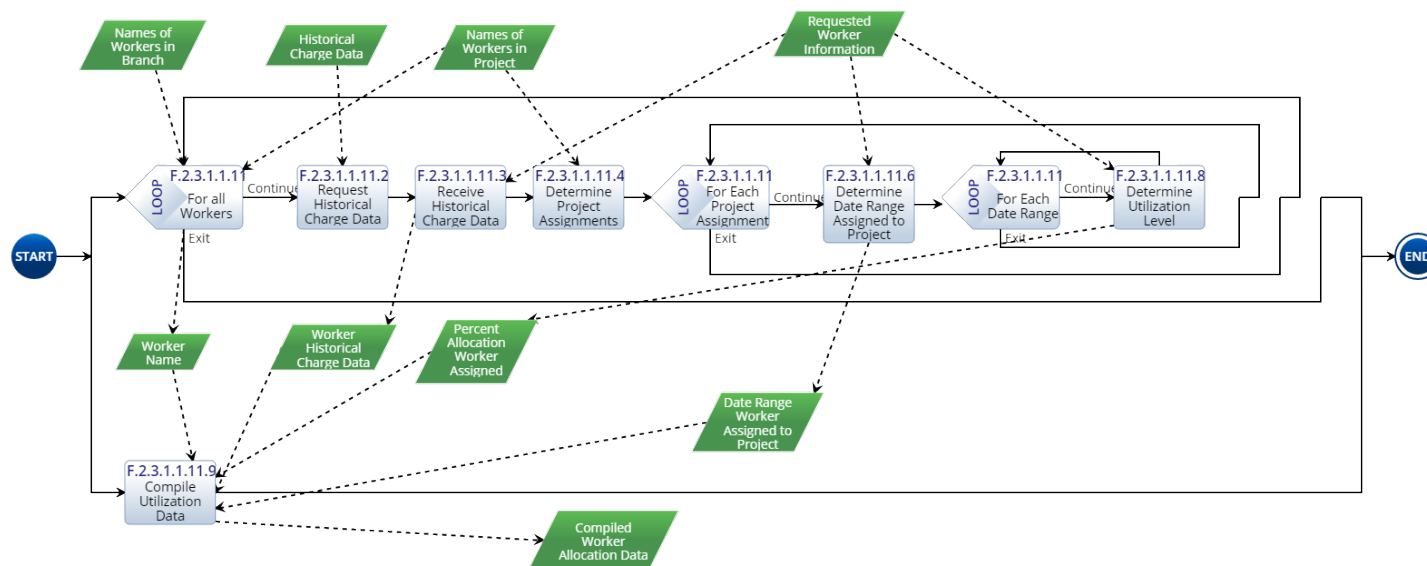 Names of
Workers in
Branch
Historical
Charge Data
Names of
Workers in
Project
Requested
Worker
Information
F.2.3.1.1.11
LOOP
For all
Workers
Continue
Exit
F.2.3.1.1.11.2
Request
Historical
Charge Data
F.2.3.1.1.11.3
Receive
Historical
Charge Data
F.2.3.1.1.11.4
Determine
Project
Assignments
F.2.3.1.1.11
LOOP
For Each
Project
Assignment
Continue
Exit
F.2.3.1.1.11.6
Determine
Date Range
Assigned to
Project
F.2.3.1.1.11
LOOP
For Each
Date Range
Continue
Exit
F.2.3.1.1.11.8
Determine
Utilization
Level
START
END
Worker
Name
Worker
Historical
Charge Data
Percent
Allocation
Worker
Assigned
Date Range
Worker
Assigned to
Project
F.2.3.1.1.11.9
Compile
Utilization
Data
Compiled
Worker
Allocation Data